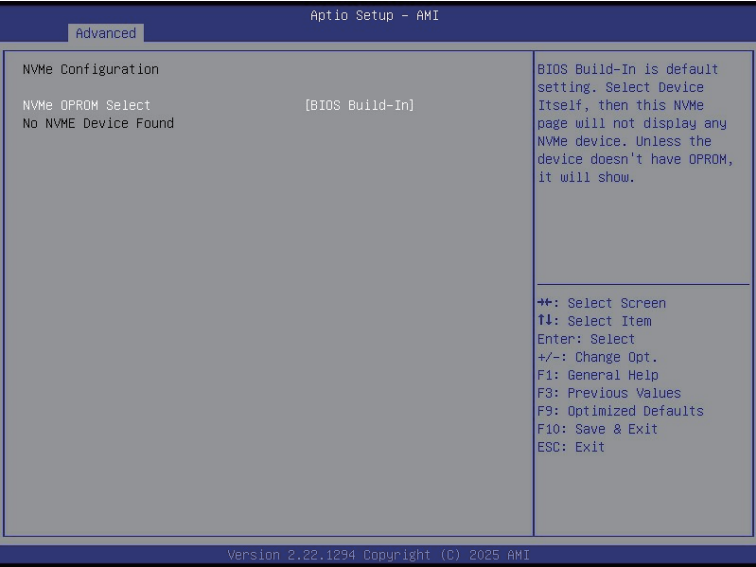 Aptio Setup – AMI
Advanced
NVMe Configuration
NVMe OPROM Select [BIOS Build-In]
No NVME Device Found
BIOS Build-In is default
setting. Select Device
Itself, then this NVMe
page will not display any
NVMe device. Unless the
device doesn't have OPROM,
it will show.
→←: Select Screen
↑↓: Select Item
Enter: Select
+/-: Change Opt.
F1: General Help
F3: Previous Values
F9: Optimized Defaults
F10: Save & Exit
ESC: Exit
Version 2.22.1294 Copyright (C) 2025 AMI